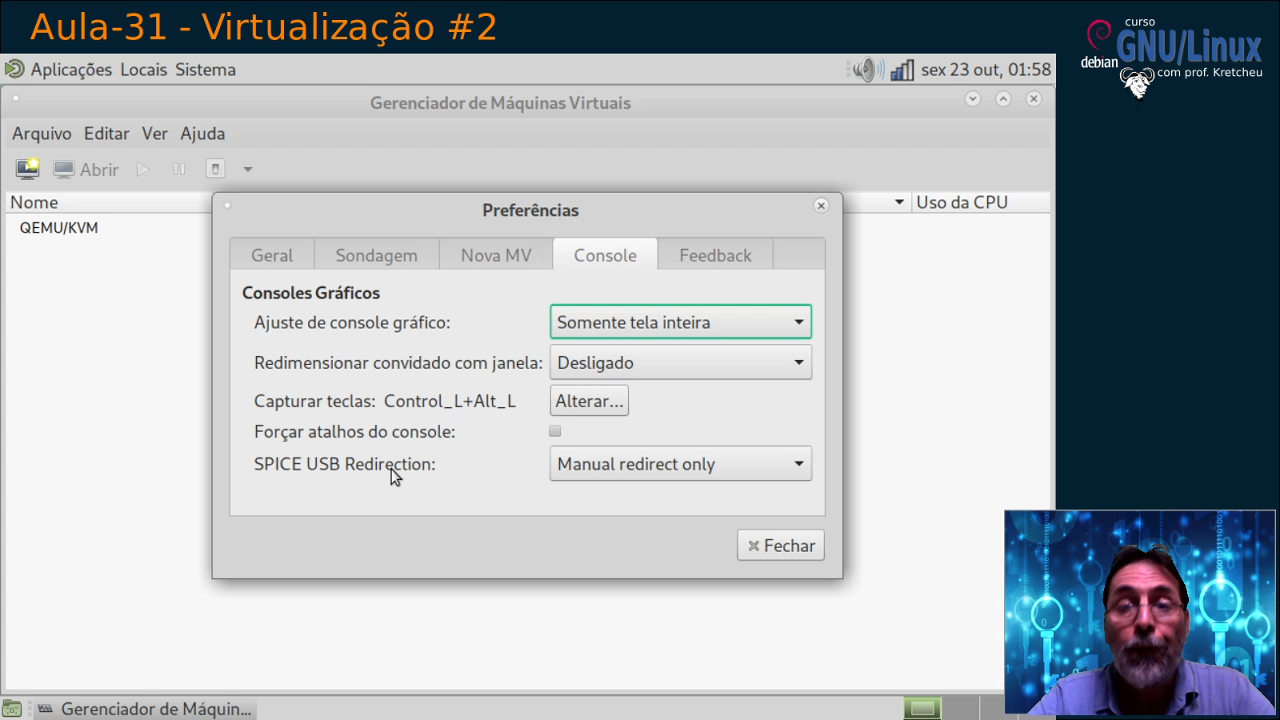 Aula-31 - Virtualização #2
curso
GNU/Linux
debian
com prof. Kretcheu
Aplicações Locais Sistema
sex 23 out, 01:58
Gerenciador de Máquinas Virtuais
Arquivo Editar Ver Ajuda
Abrir
Nome
Uso da CPU
QEMU/KVM
Preferências
Geral Sondagem Nova MV Console Feedback
Consoles Gráficos
Ajuste de console gráfico: Somente tela inteira
Redimensionar convidado com janela: Desligado
Capturar teclas: Control_L+Alt_L Alterar...
Forçar atalhos do console:
SPICE USB Redirection: Manual redirect only
Fechar
Gerenciador de Máquin...